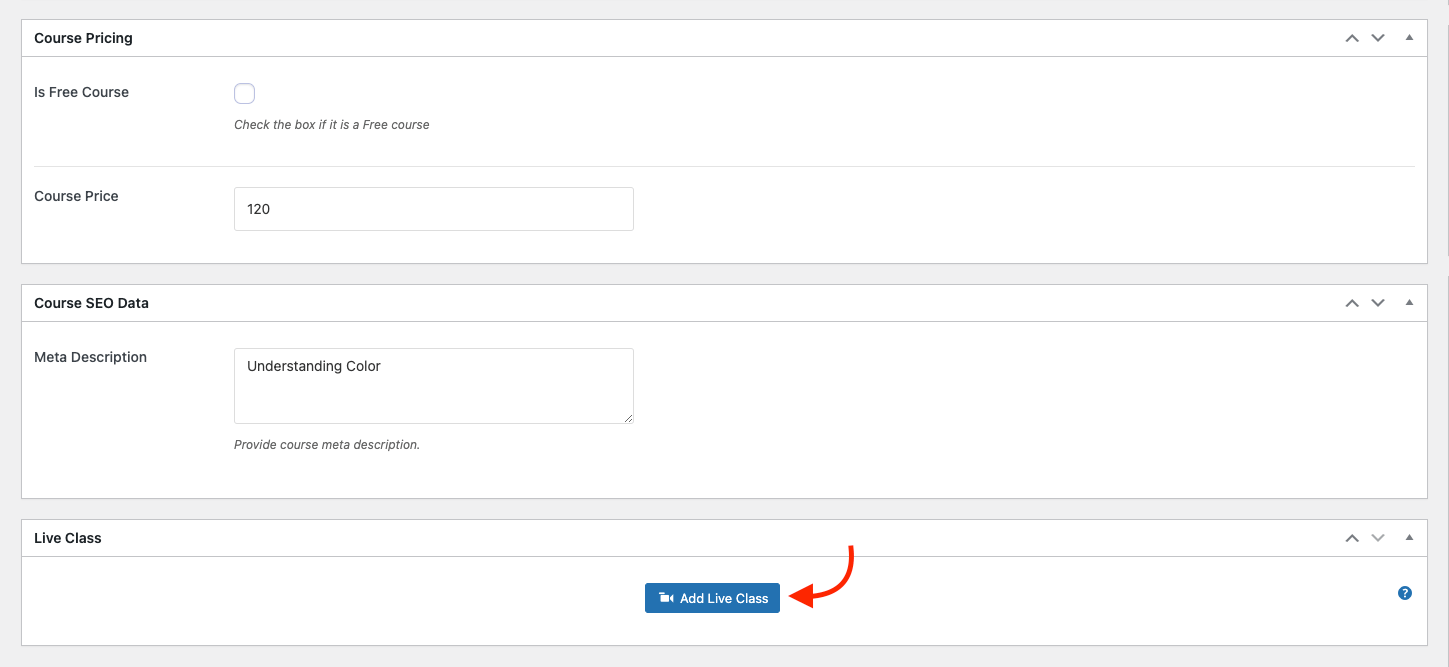 Course Pricing
Is Free Course
Check the box if it is a Free course
Course Price
120
Course SEO Data
Meta Description
Understanding Color
Provide course meta description.
Live Class
Add Live Class
?